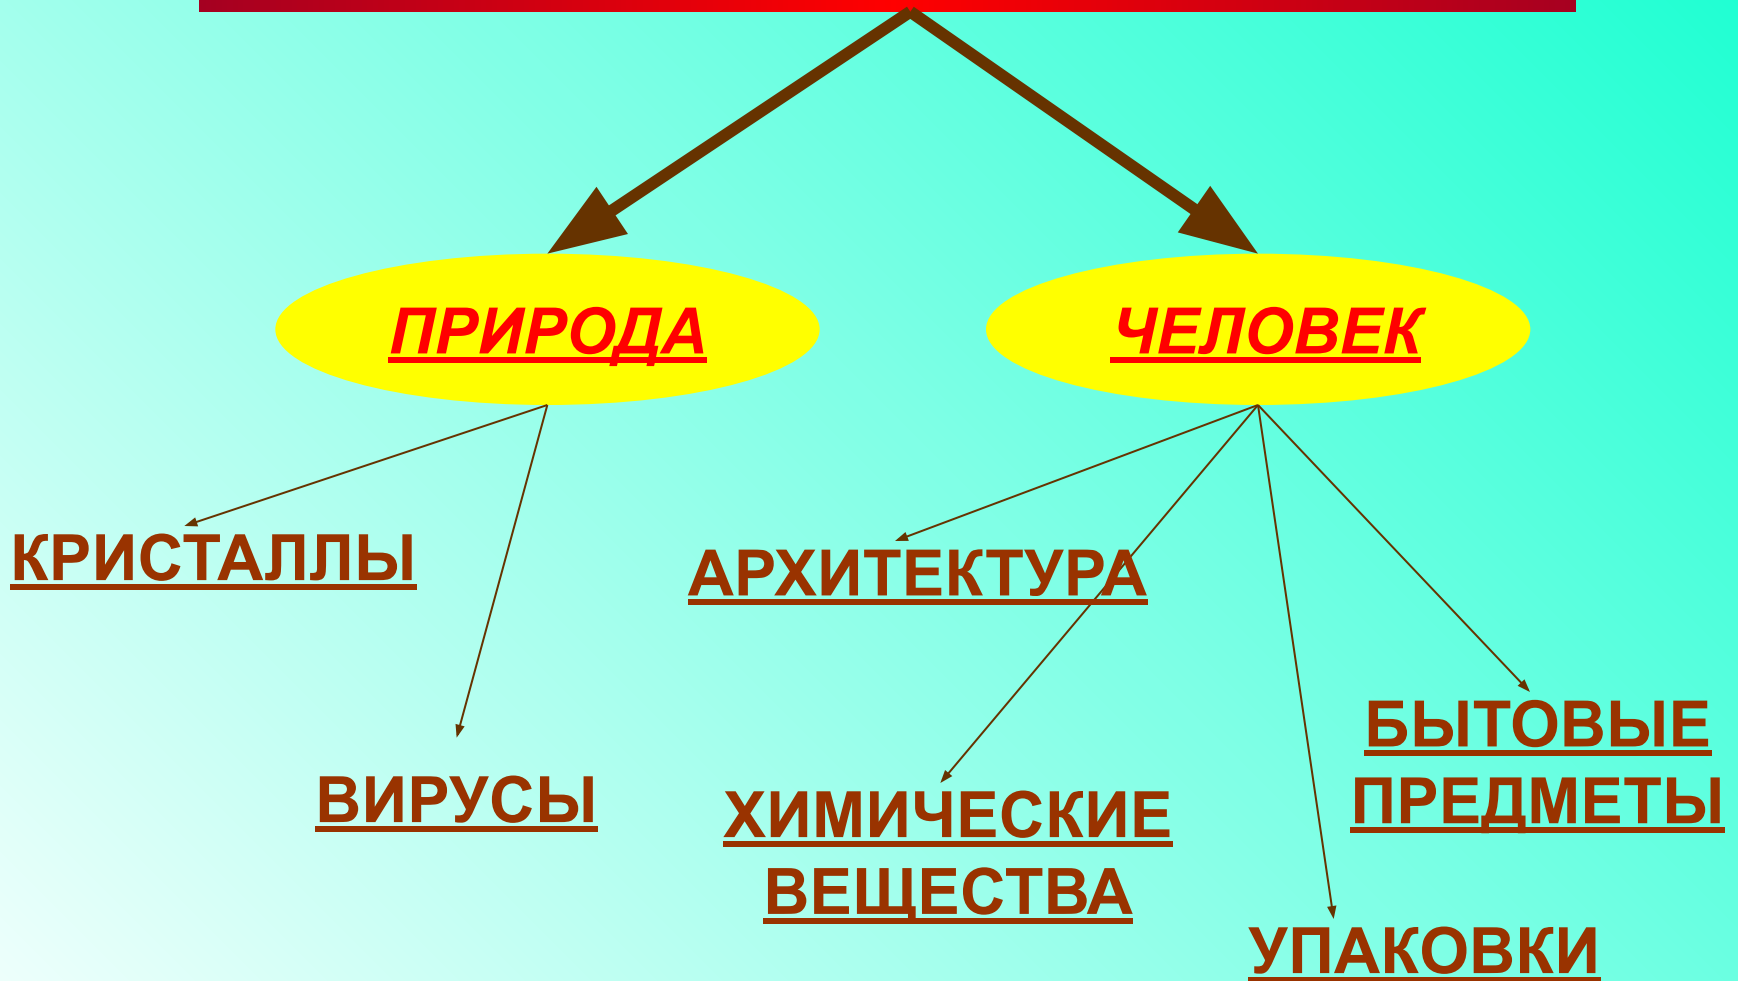 ПРИРОДА
ЧЕЛОВЕК
КРИСТАЛЛЫ
АРХИТЕКТУРА
ВИРУСЫ
ХИМИЧЕСКИЕ
ВЕЩЕСТВА
БЫТОВЫЕ
ПРЕДМЕТЫ
УПАКОВКИ